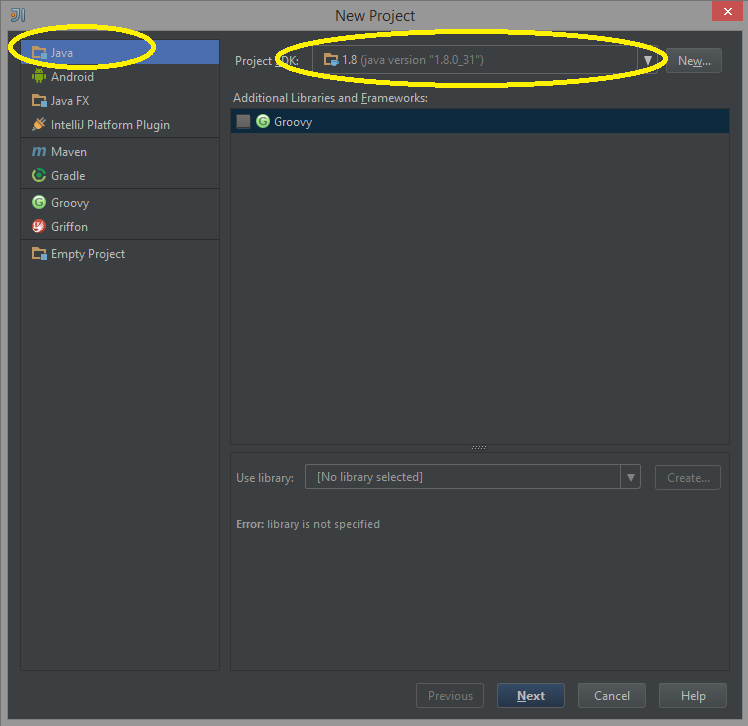 New Project
Java
Android
Java FX
IntelliJ Platform Plugin
Maven
Gradle
Groovy
Griffon
Empty Project
Project SDK: 1.8 (java version "1.8.0_31") New...
Additional Libraries and Frameworks:
Groovy
Use library: [No library selected] Create...
Error: library is not specified
Previous Next Cancel Help